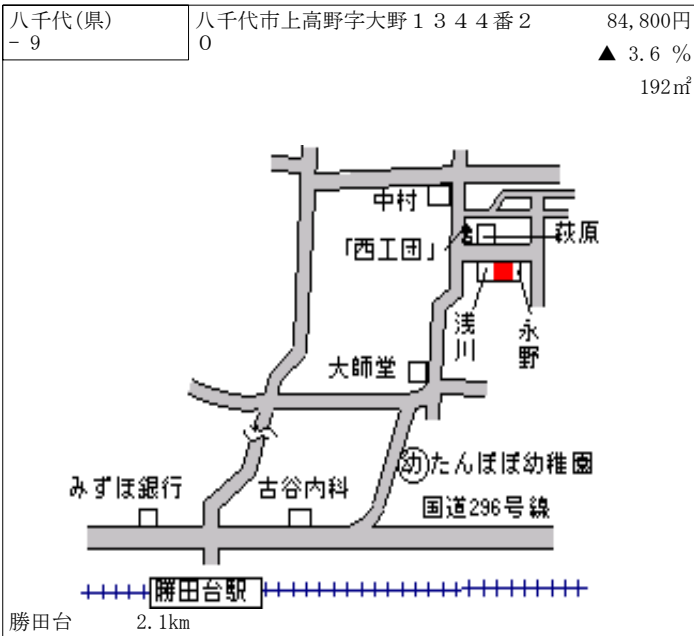 八千代(県)
－9
八千代市上高野字大野１３４４番２
０
84,800円
▲ 3.6 %
192㎡
中村
「西工団」
萩原
浅川
永野
大師堂
幼たんぽぽ幼稚園
みずほ銀行
古谷内科
国道296号線
勝田台駅
勝田台 2.1km